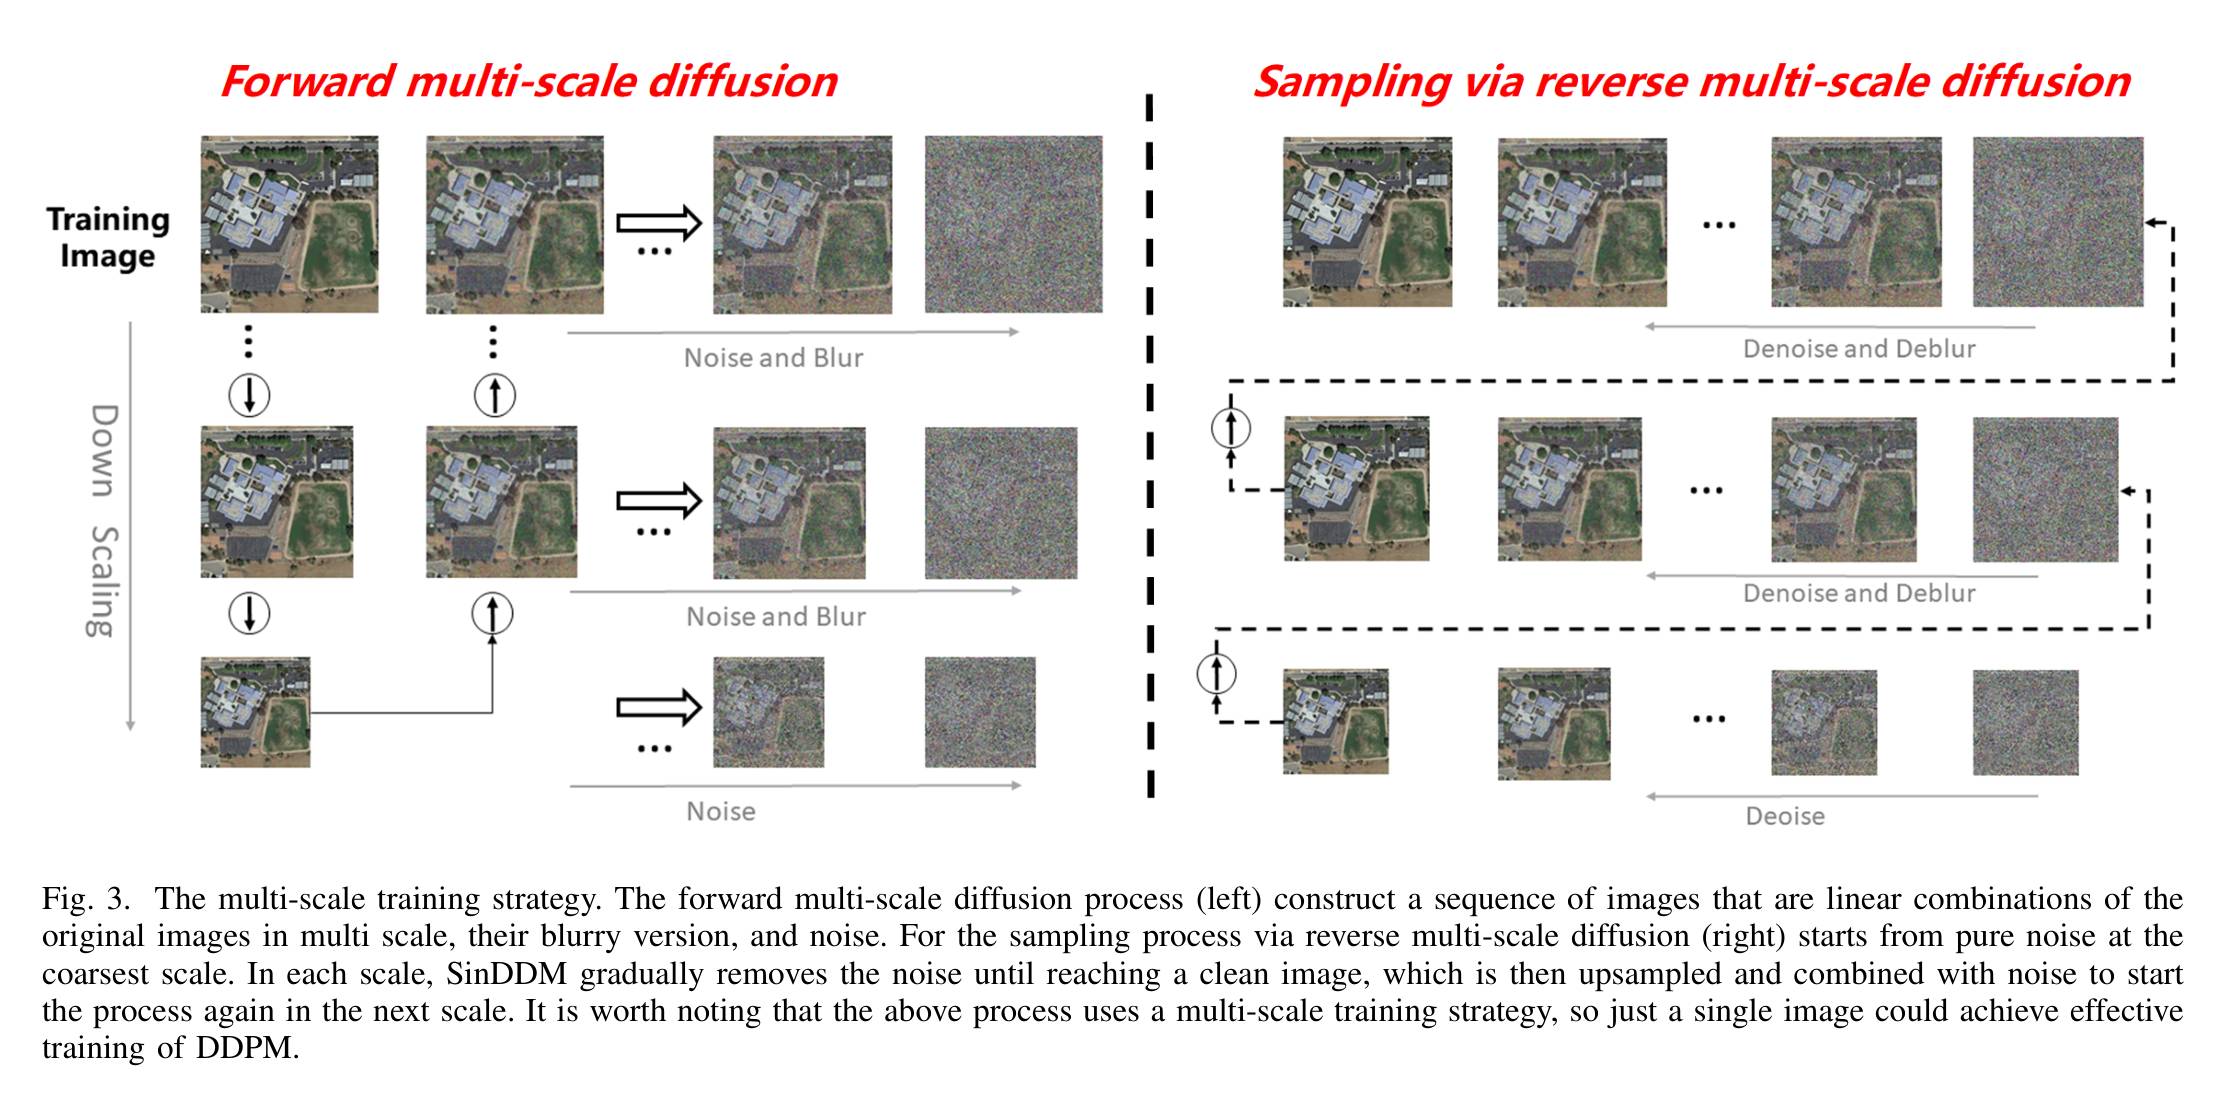 Forward multi-scale diffusion
Sampling via reverse multi-scale diffusion
Training
Image
Noise and Blur
Denoise and Deblur
Down Scaling
Noise and Blur
Denoise and Deblur
Noise
Deoise
Fig. 3. The multi-scale training strategy. The forward multi-scale diffusion process (left) construct a sequence of images that are linear combinations of the
original images in multi scale, their blurry version, and noise. For the sampling process via reverse multi-scale diffusion (right) starts from pure noise at the
coarsest scale. In each scale, SinDDM gradually removes the noise until reaching a clean image, which is then upsampled and combined with noise to start
the process again in the next scale. It is worth noting that the above process uses a multi-scale training strategy, so just a single image could achieve effective
training of DDPM.